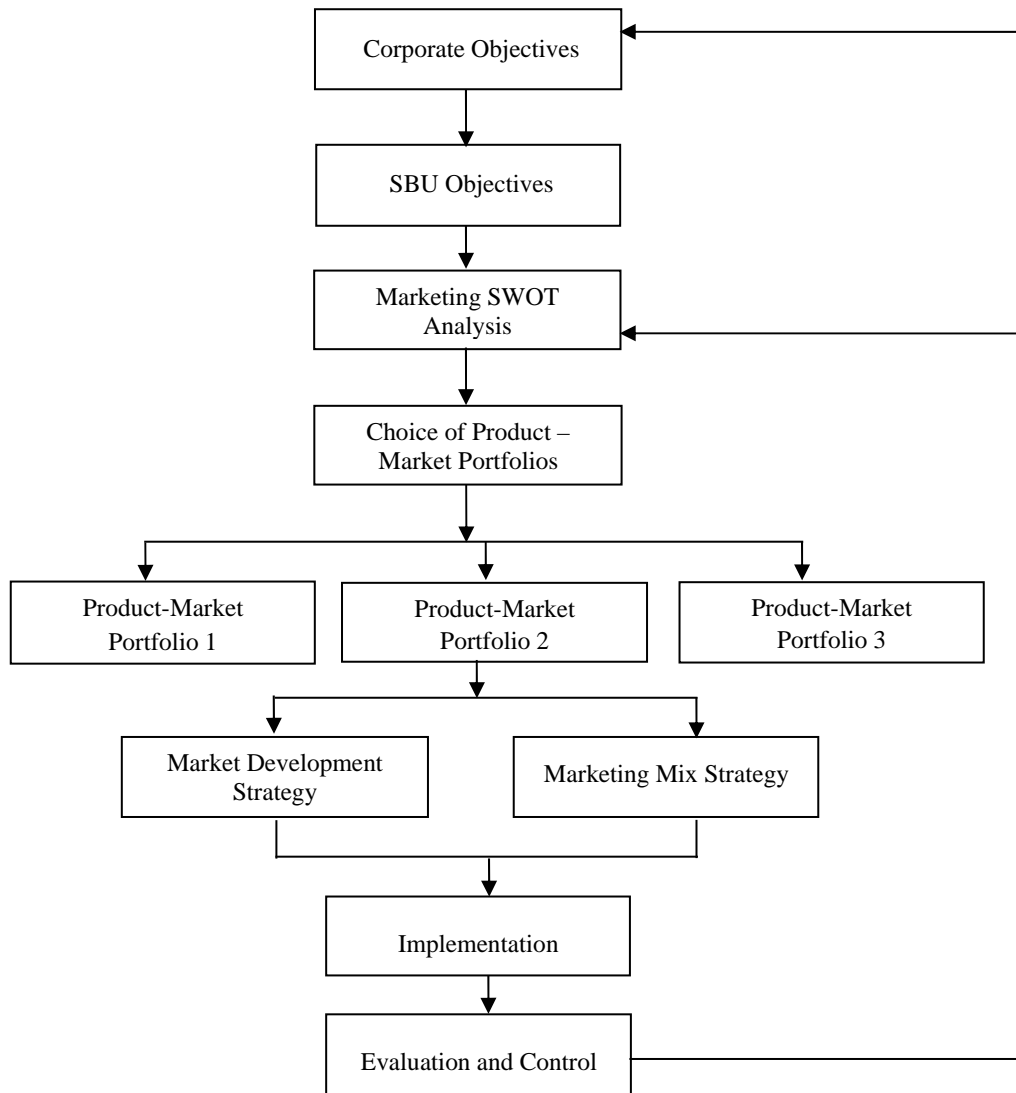 Corporate Objectives
SBU Objectives
Marketing SWOT
Analysis
Choice of Product –
Market Portfolios
Product-Market
Portfolio 1
Product-Market
Portfolio 2
Product-Market
Portfolio 3
Market Development
Strategy
Marketing Mix Strategy
Implementation
Evaluation and Control